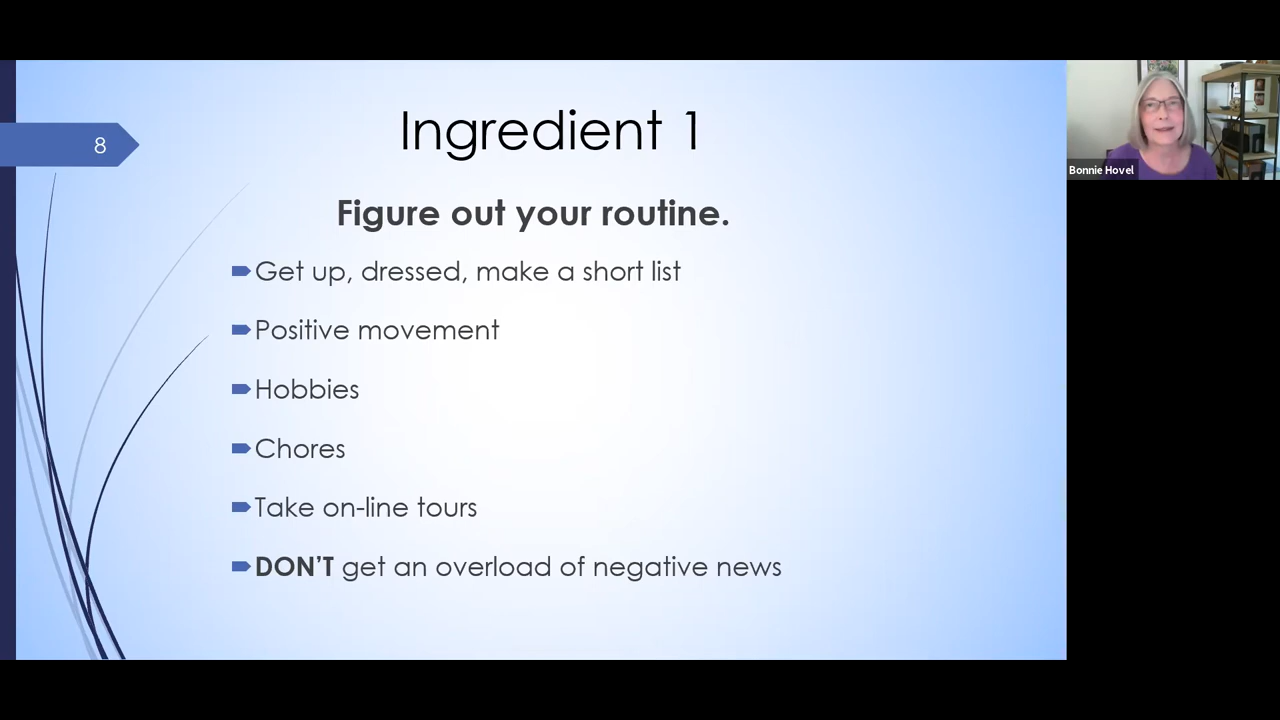 8
Ingredient 1
Figure out your routine.
Get up, dressed, make a short list
Positive movement
Hobbies
Chores
Take on-line tours
DON'T get an overload of negative news
Bonnie Hovel